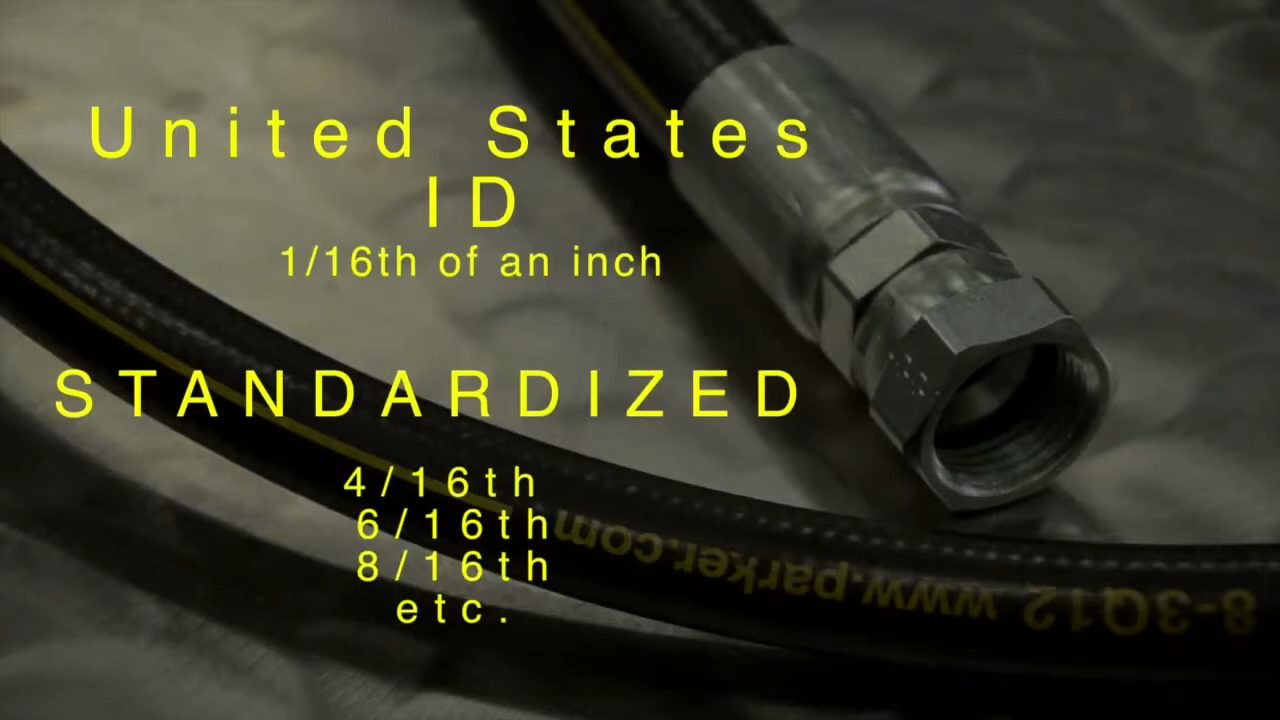 United States
ID
1/16th of an inch
STANDARDIZED
4/16th
6/16th
8/16th
etc.
8-3Q12 www.parker.com